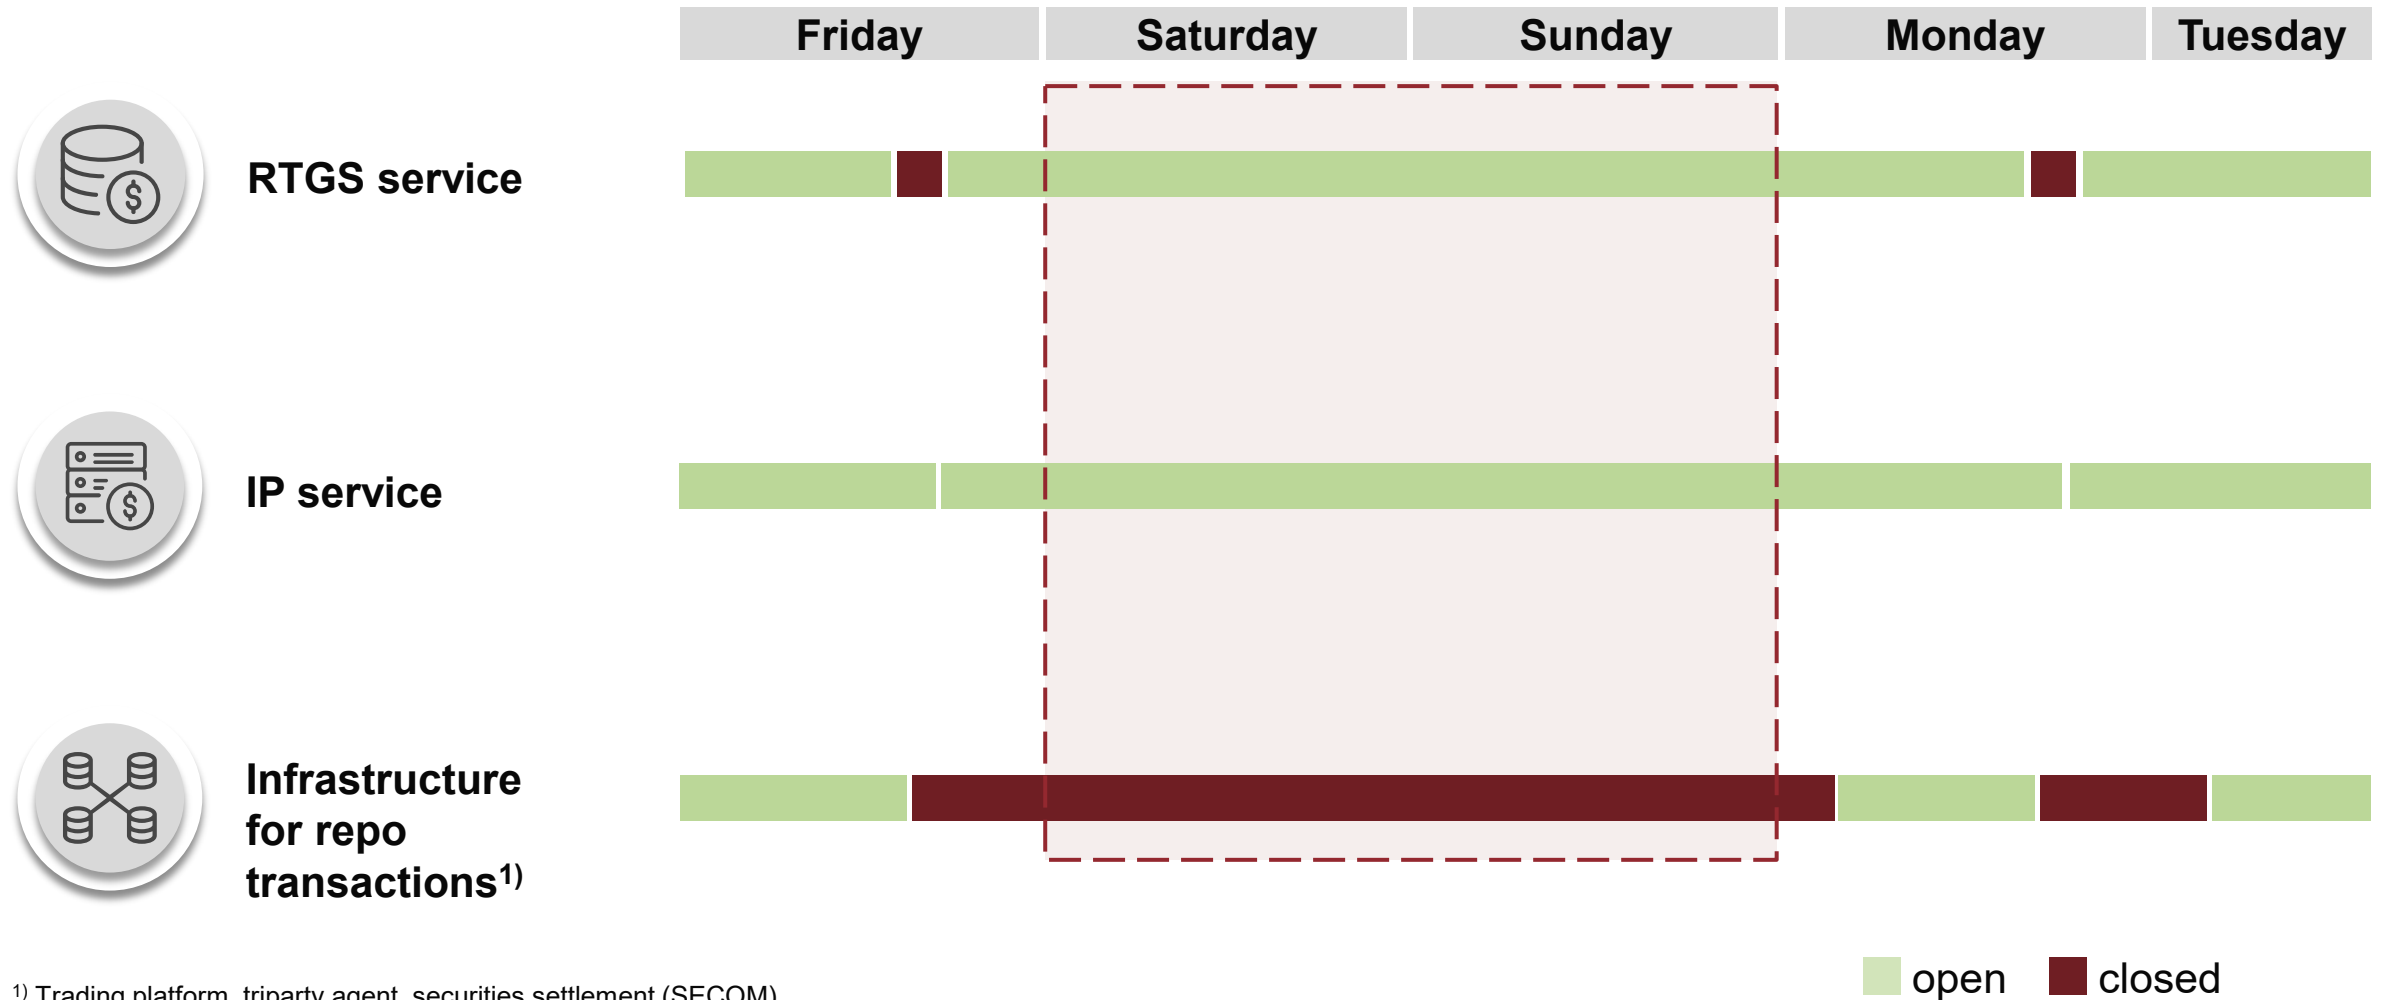 Friday Saturday Sunday Monday Tuesday
RTGS service
IP service
Infrastructure
for repo
transactions1)
open closed
1) Trading platform, triparty agent, securities settlement (SECOM)